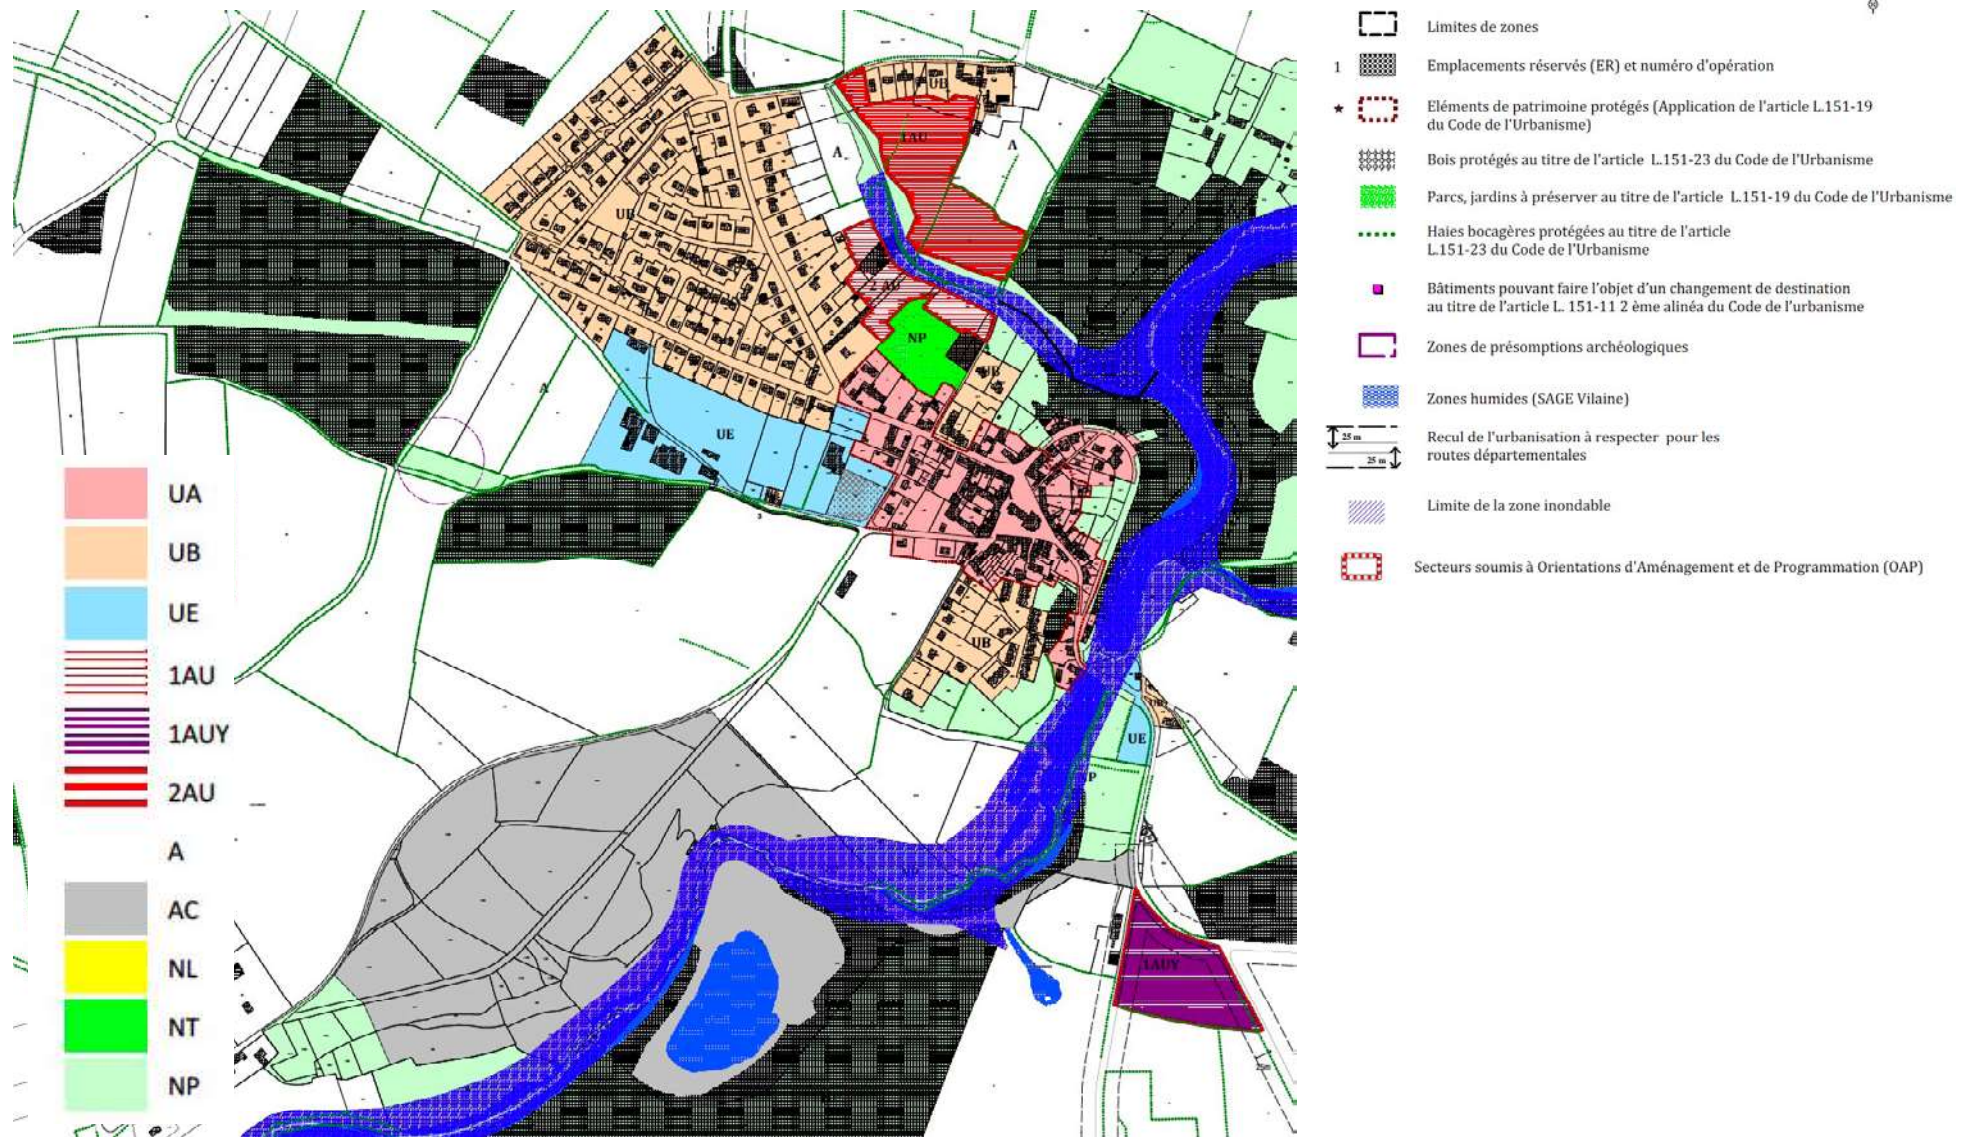 Limites de zones
1 Emplacements réservés (ER) et numéro d'opération
Eléments de patrimoine protégés (Application de l'article L.151-19
du Code de l'Urbanisme)
Bois protégés au titre de l'article L.151-23 du Code de l'Urbanisme
Parcs, jardins à préserver au titre de l'article L.151-19 du Code de l'Urbanisme
Haies bocagères protégées au titre de l'article
L.151-23 du Code de l'Urbanisme
Bâtiments pouvant faire l'objet d'un changement de destination
au titre de l'article L. 151-11 2 ème alinéa du Code de l'urbanisme
Zones de présomptions archéologiques
Zones humides (SAGE Vilaine)
25 m
25 m
Recul de l'urbanisation à respecter pour les
routes départementales
Limite de la zone inondable
Secteurs soumis à Orientations d'Aménagement et de Programmation (OAP)
UB
A
A
UB
NP
UB
A
UE
UB
UE
1AUY
25m
UA
UB
UE
1AU
1AUY
2AU
A
AC
NL
NT
NP